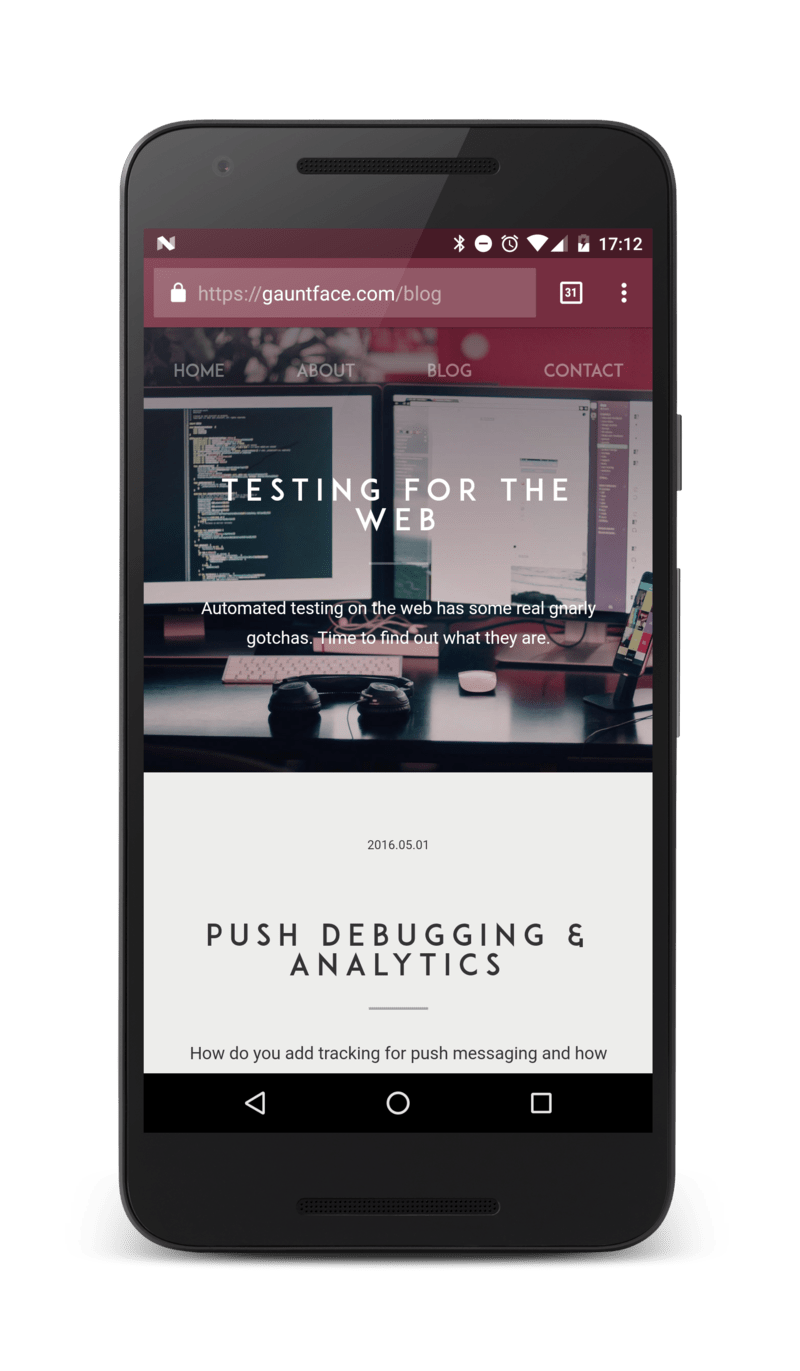 17:12
https://gauntface.com/blog
31
HOME ABOUT BLOG CONTACT
TESTING FOR THE
WEB
Automated testing on the web has some real gnarly
gotchas. Time to find out what they are.
2016.05.01
PUSH DEBUGGING &
ANALYTICS
How do you add tracking for push messaging and how